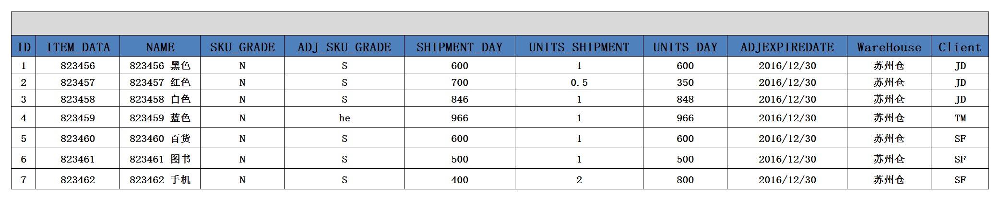 ID ITEM_DATA NAME SKU_GRADE ADJ_SKU_GRADE SHIPMENT_DAY UNITS_SHIPMENT UNITS_DAY ADJEXPIREDATE WareHouse Client
1 823456 823456 黑色 N S 600 1 600 2016/12/30 苏州仓 JD
2 823457 823457 红色 N S 700 0.5 350 2016/12/30 苏州仓 JD
3 823458 823458 白色 N S 846 1 848 2016/12/30 苏州仓 JD
4 823459 823459 蓝色 N he 966 1 966 2016/12/30 苏州仓 TM
5 823460 823460 百货 N S 600 1 600 2016/12/30 苏州仓 SF
6 823461 823461 图书 N S 500 1 500 2016/12/30 苏州仓 SF
7 823462 823462 手机 N S 400 2 800 2016/12/30 苏州仓 SF